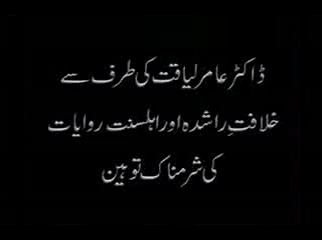 ڈاکٹر عامر لیاقت کی طرف سے
خلافتِ راشدہ اور اہلسنت روایات
کی شرمناک توہین